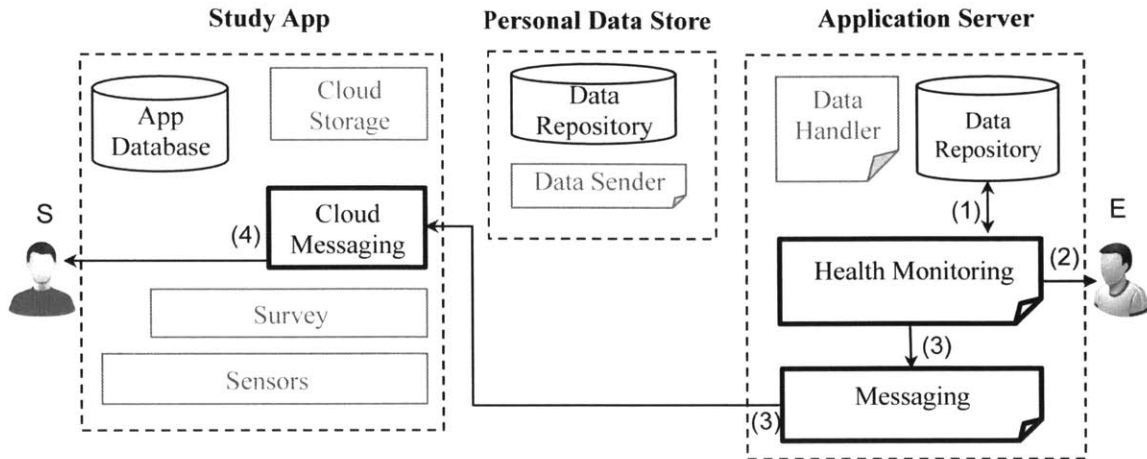 Study App
Personal Data Store
Application Server
App
Database
Cloud
Storage
Data
Repository
Data Sender
Data
Handler
Data
Repository
S
(4)
Cloud
Messaging
(1)
E
Health Monitoring
(2)
Survey
(3)
Sensors
Messaging
(3)